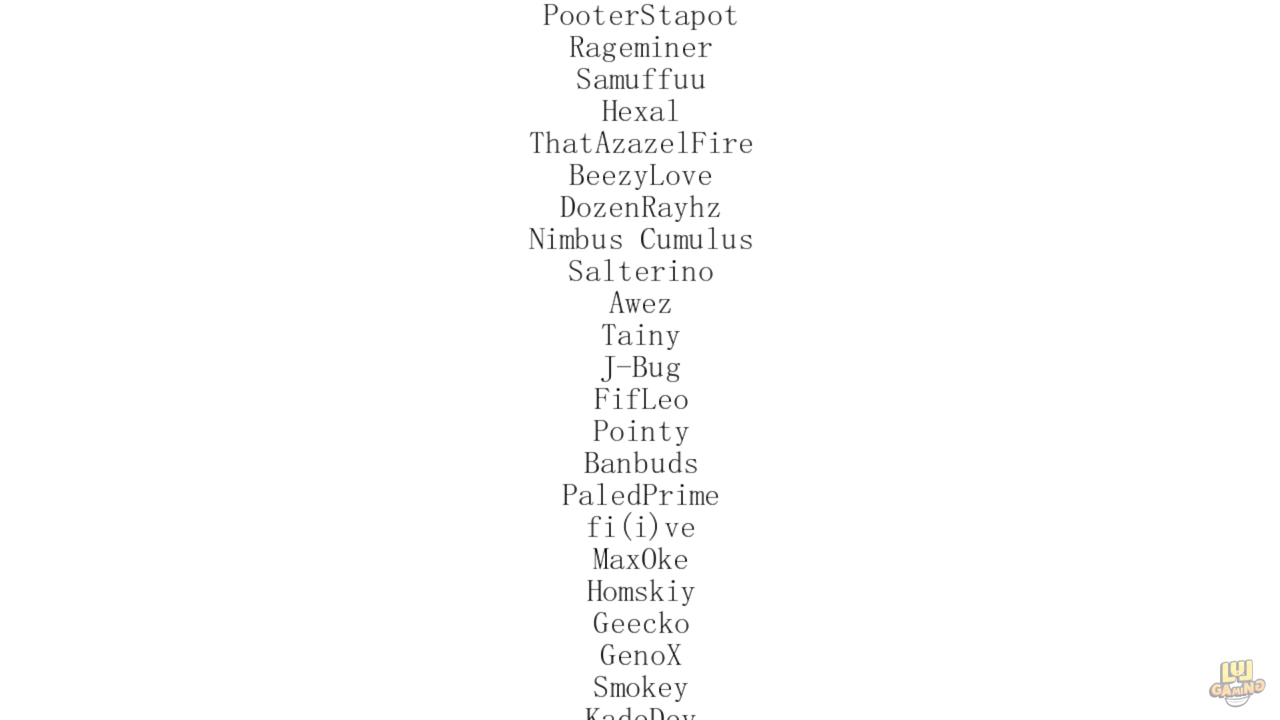 PooterStapot
Rageminer
Samuffuu
Hexal
ThatAzazelFire
BeezyLove
DozenRayhz
Nimbus Cumulus
Salterino
Awez
Tainy
J-Bug
FifLeo
Pointy
Banbuds
PaledPrime
fi(i)ve
MaxOke
Homskiy
Geecko
GenoX
Smokey
GAMING